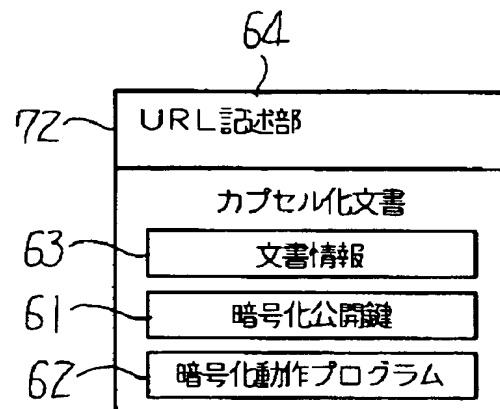 64
72 URL記述部
カプセル化文書
63 文書情報
61 暗号化公開鍵
62 暗号化動作プログラム